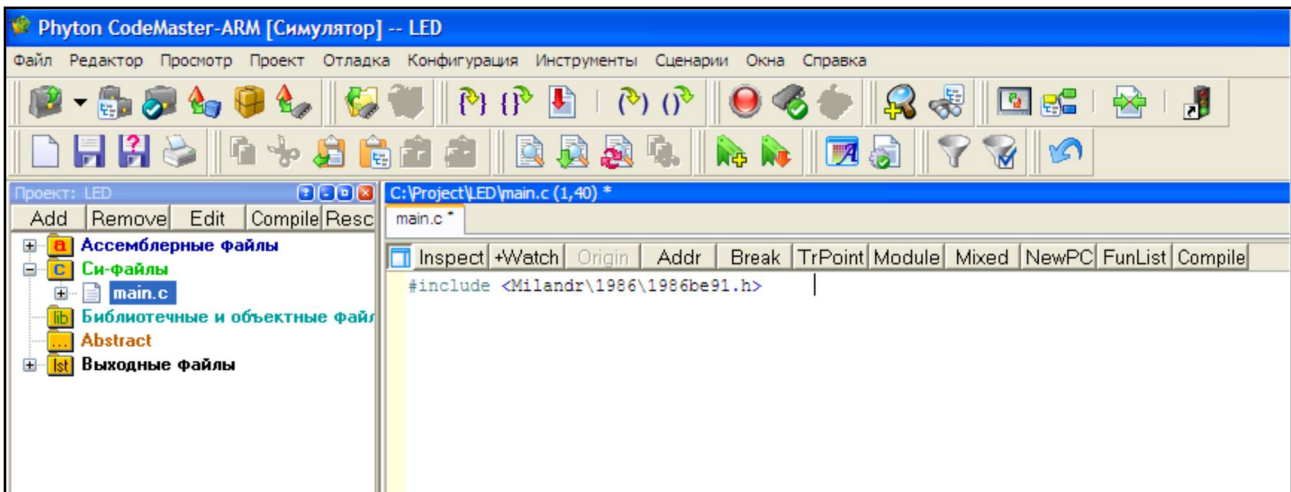 Phyton CodeMaster-ARM [Симулятор] -- LED
Файл Редактор Просмотр Проект Отладка Конфигурация Инструменты Сценарии Окна Справка
Проект: LED
Add Remove Edit Compile Resc
a Ассемблерные файлы
C Си-файлы
main.c
lib Библиотечные и объектные файл
... Abstract
lst Выходные файлы
C:\Project\LED\main.c (1,40) *
main.c *
Inspect +Watch Origin Addr Break TrPoint Module Mixed NewPC FunList Compile
#include <Milandr\1986\1986be91.h>